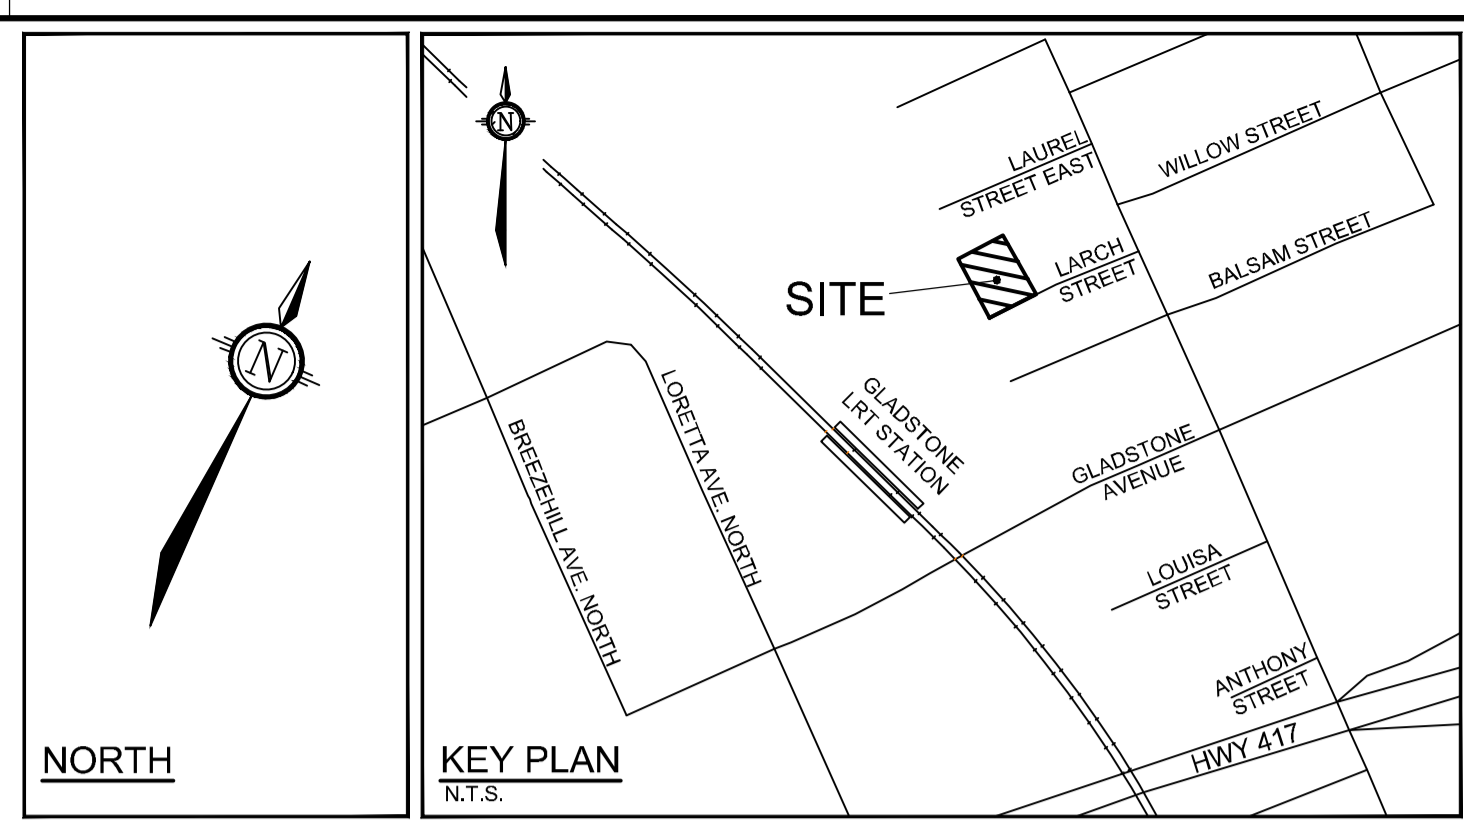 N
NORTH
N
LAUREL
STREET EAST
WILLOW STREET
LARCH
STREET
BALSAM STREET
SITE
GLADSTONE
LRT STATION
LORETTA AVE. NORTH
BREEZEHILL AVE. NORTH
GLADSTONE
AVENUE
LOUISA
STREET
ANTHONY
STREET
HWY 417
KEY PLAN
N.T.S.